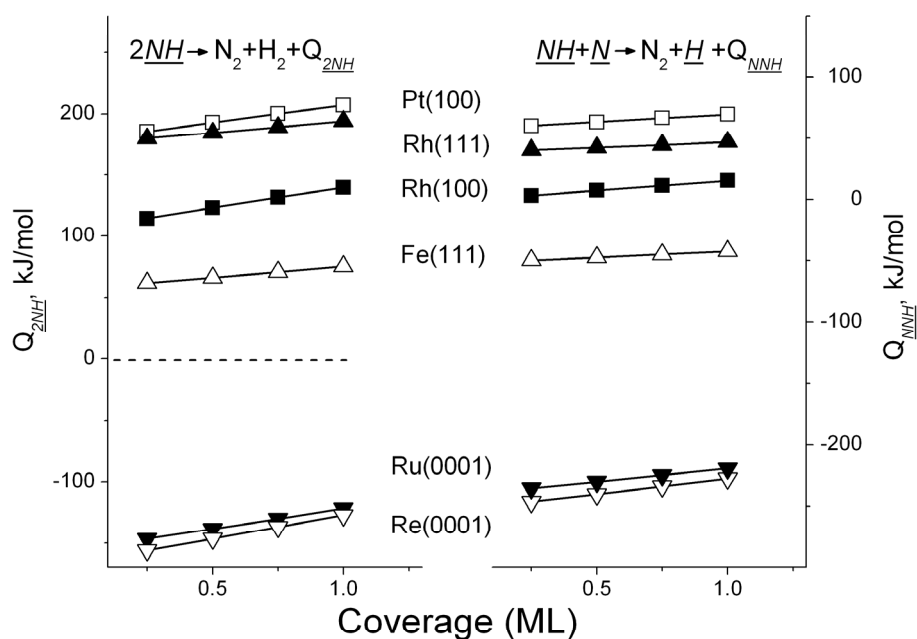 2NH→N₂+H₂+Q₂NH
NH+N→N₂+H+Q_NNH
200
100
0
-100
Q₂NH, kJ/mol
Pt(100)
Rh(111)
Rh(100)
Fe(111)
Ru(0001)
Re(0001)
100
0
-100
-200
Q_NNH, kJ/mol
0.5
1.0
0.5
1.0
Coverage (ML)